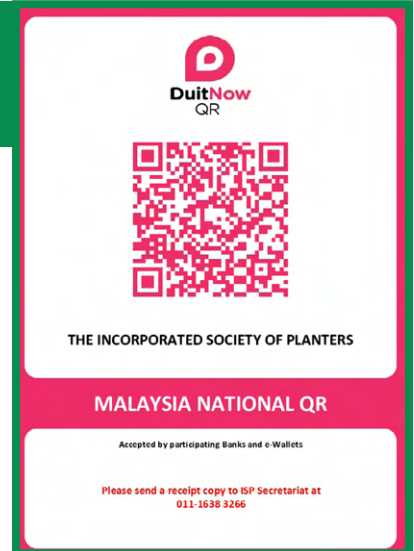 DuitNow
QR
THE INCORPORATED SOCIETY OF PLANTERS
MALAYSIA NATIONAL QR
Accepted by participating Banks and e-Wallets
Please send a receipt copy to ISP Secretariat at
011-1638 3266